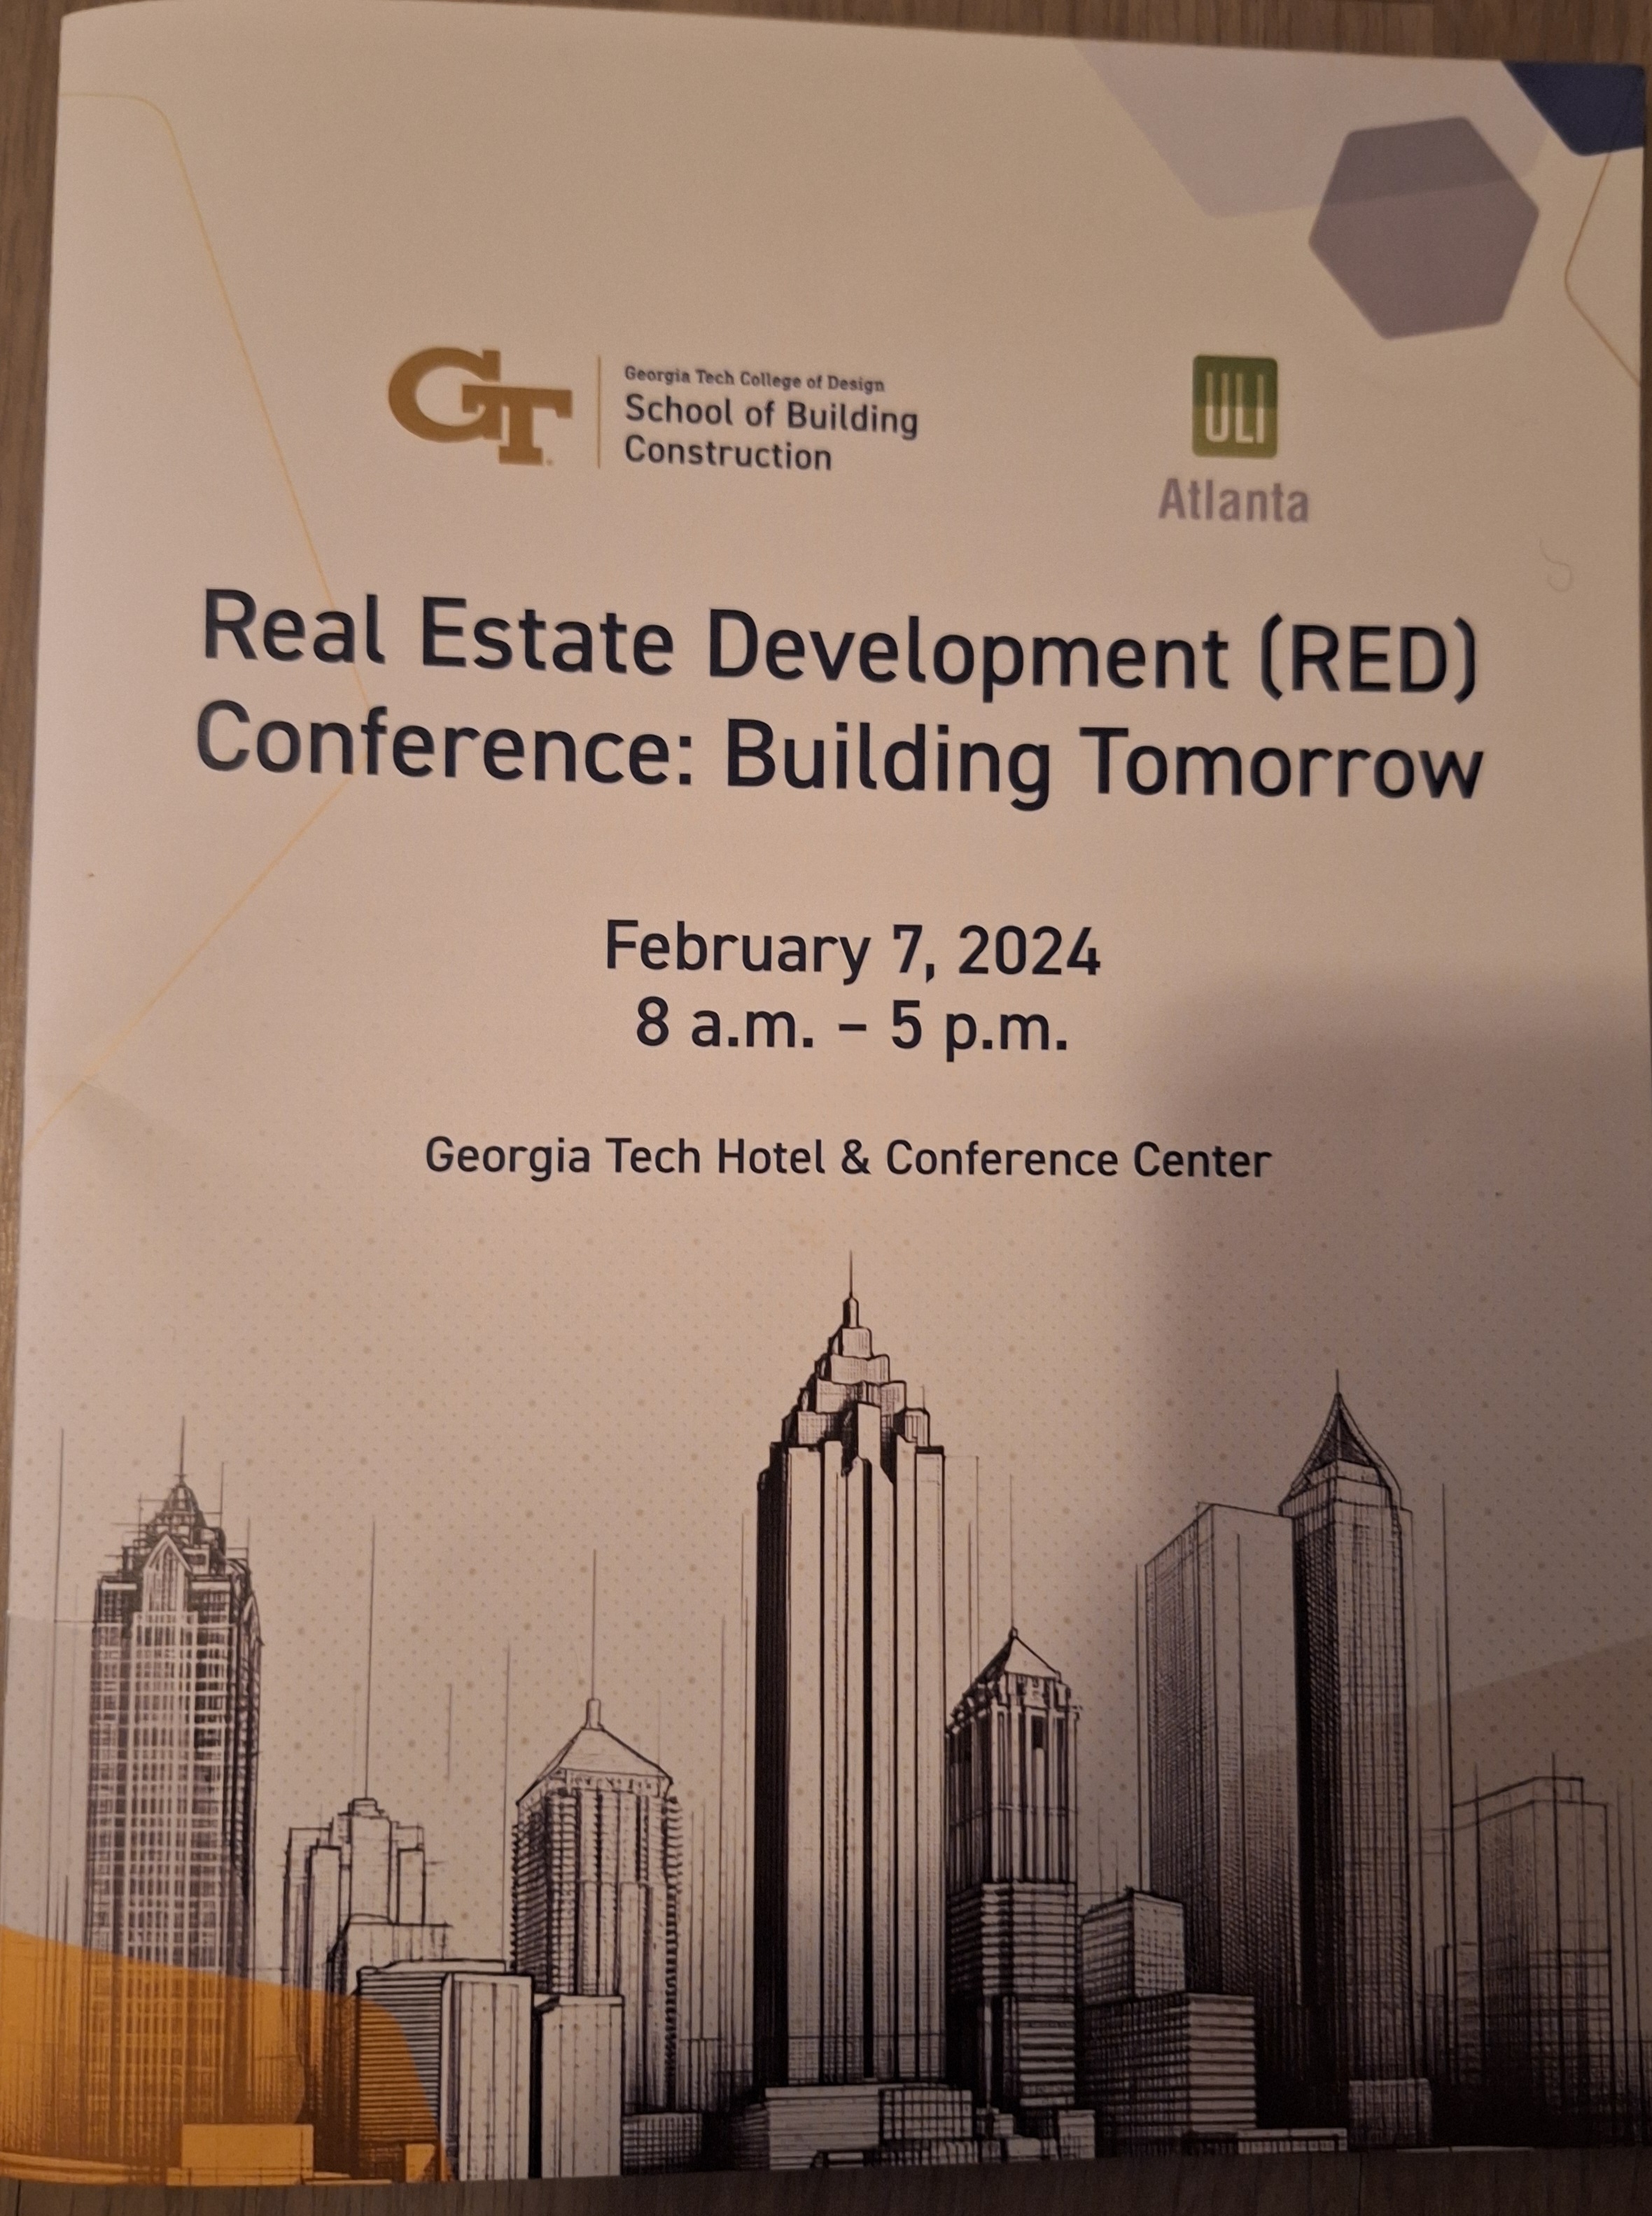 GT
Georgia Tech College of Design
School of Building
Construction
ULI
Atlanta
Real Estate Development (RED)
Conference: Building Tomorrow
February 7, 2024
8 a.m. – 5 p.m.
Georgia Tech Hotel & Conference Center